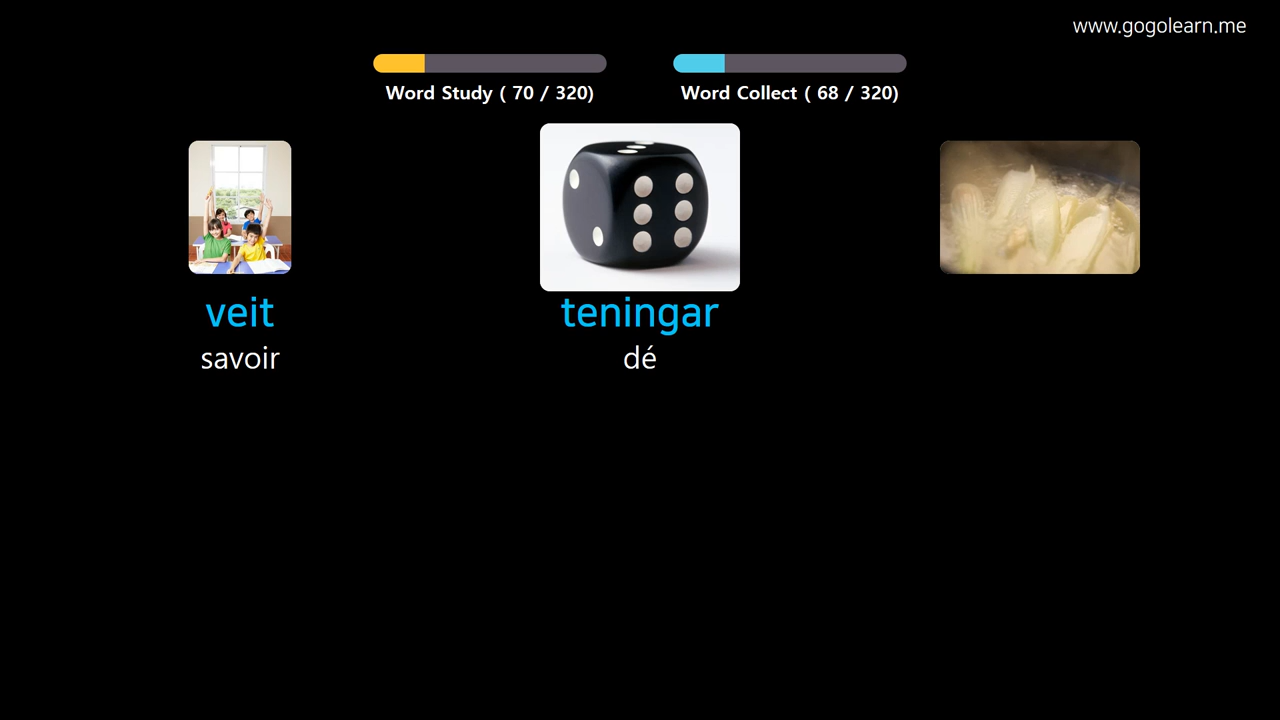 www.gogolearn.me
Word Study ( 70 / 320)
Word Collect ( 68 / 320)
veit
savoir
teningar
dé